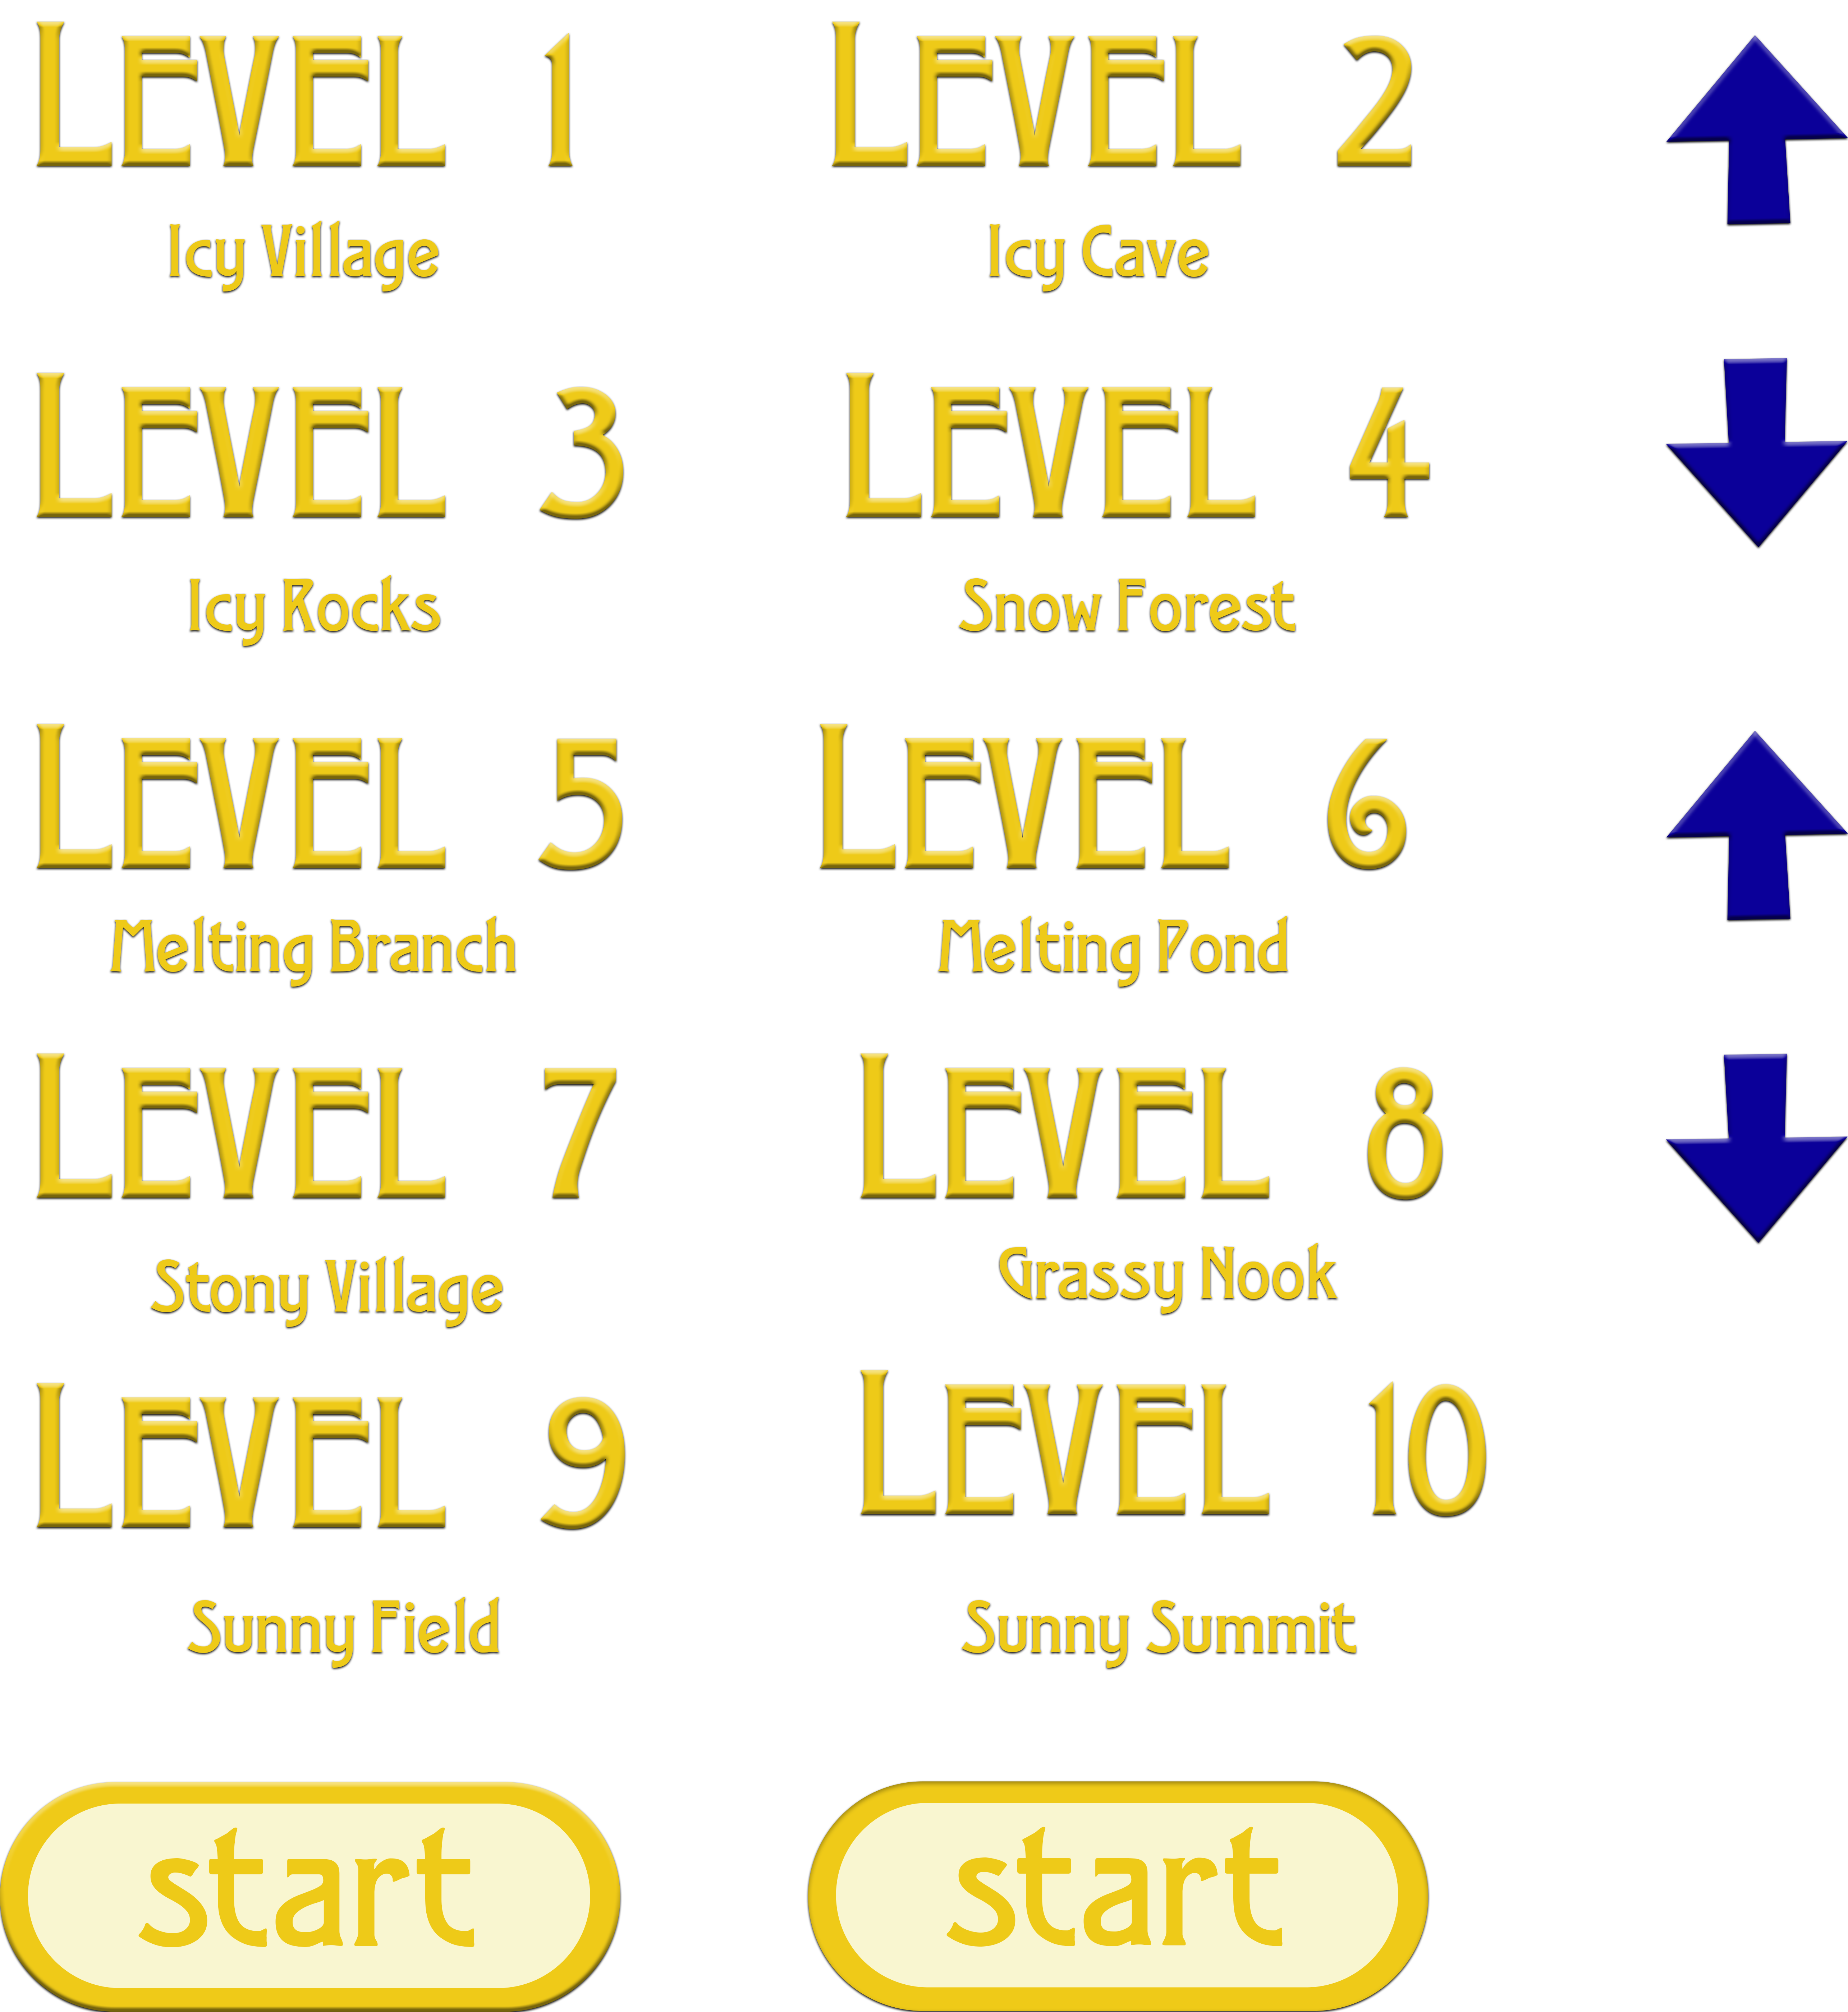 LEVEL 1
Icy Village
LEVEL 2
Icy Cave
LEVEL 3
Icy Rocks
LEVEL 4
Snow Forest
LEVEL 5
Melting Branch
LEVEL 6
Melting Pond
LEVEL 7
Stony Village
LEVEL 8
Grassy Nook
LEVEL 9
Sunny Field
LEVEL 10
Sunny Summit
start
start